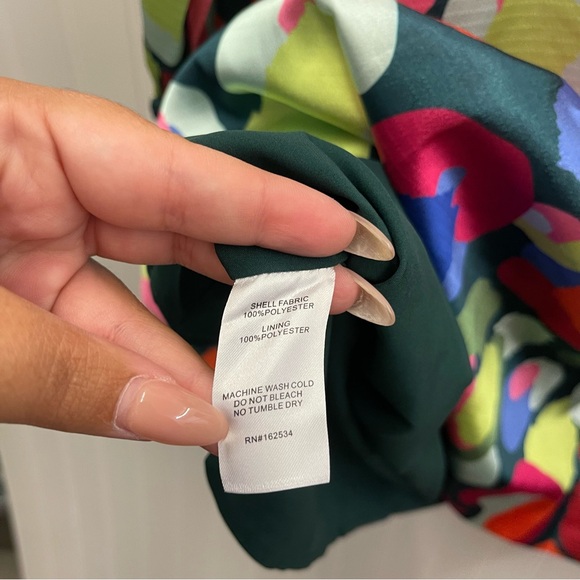 SHELL FABRIC
100%POLYESTER
LINING
100%POLYESTER
MACHINE WASH COLD
DO NOT BLEACH
NO TUMBLE DRY
RN#162534